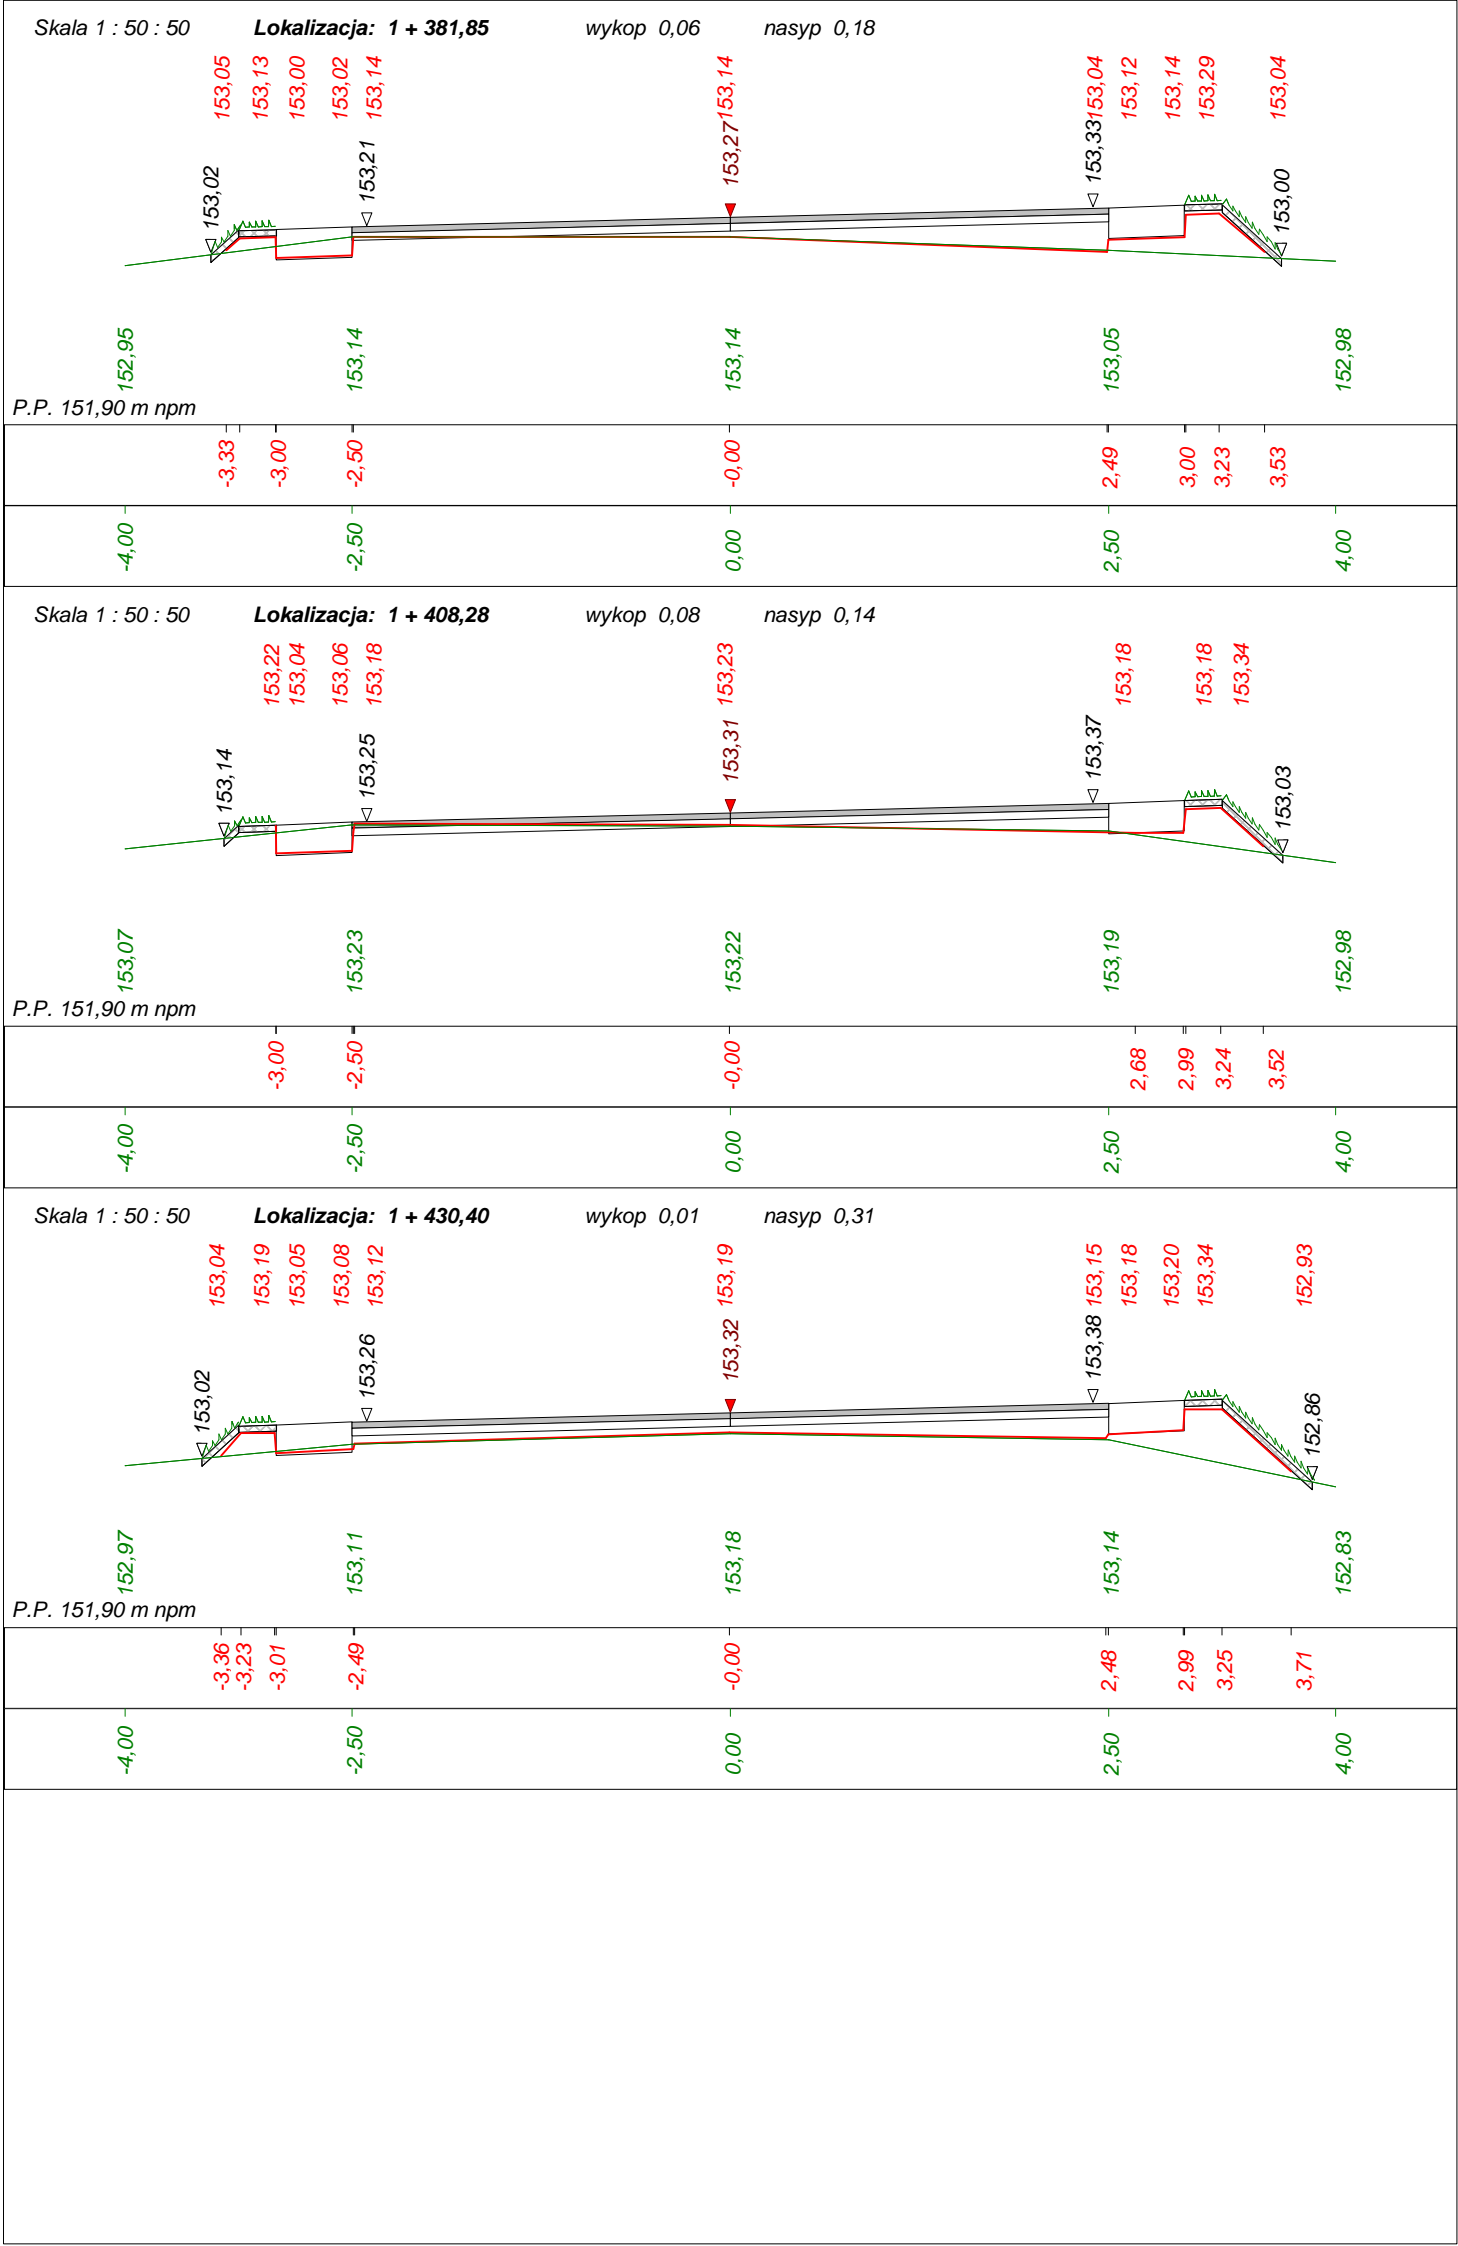 Skala 1 : 50 : 50 Lokalizacja: 1 + 381,85 wykop 0,06 nasyp 0,18
153,05 153,13 153,00 153,02 153,14 153,14 153,04 153,12 153,14 153,29 153,04
153,02 153,21 153,27 153,33 153,00
152,95 153,14 153,14 153,05 152,98
P.P. 151,90 m npm
-3,33 -3,00 -2,50 -0,00 2,49 3,00 3,23 3,53
-4,00 -2,50 0,00 2,50 4,00
Skala 1 : 50 : 50 Lokalizacja: 1 + 408,28 wykop 0,08 nasyp 0,14
153,22 153,04 153,06 153,18 153,23 153,18 153,18 153,34
153,14 153,25 153,31 153,37 153,03
153,07 153,23 153,22 153,19 152,98
P.P. 151,90 m npm
-3,00 -2,50 -0,00 2,68 2,99 3,24 3,52
-4,00 -2,50 0,00 2,50 4,00
Skala 1 : 50 : 50 Lokalizacja: 1 + 430,40 wykop 0,01 nasyp 0,31
153,04 153,19 153,05 153,08 153,12 153,19 153,15 153,18 153,20 153,34 152,93
153,02 153,26 153,32 153,38 152,86
152,97 153,11 153,18 153,14 152,83
P.P. 151,90 m npm
-3,36 -3,23 -3,01 -2,49 -0,00 2,48 2,99 3,25 3,71
-4,00 -2,50 0,00 2,50 4,00